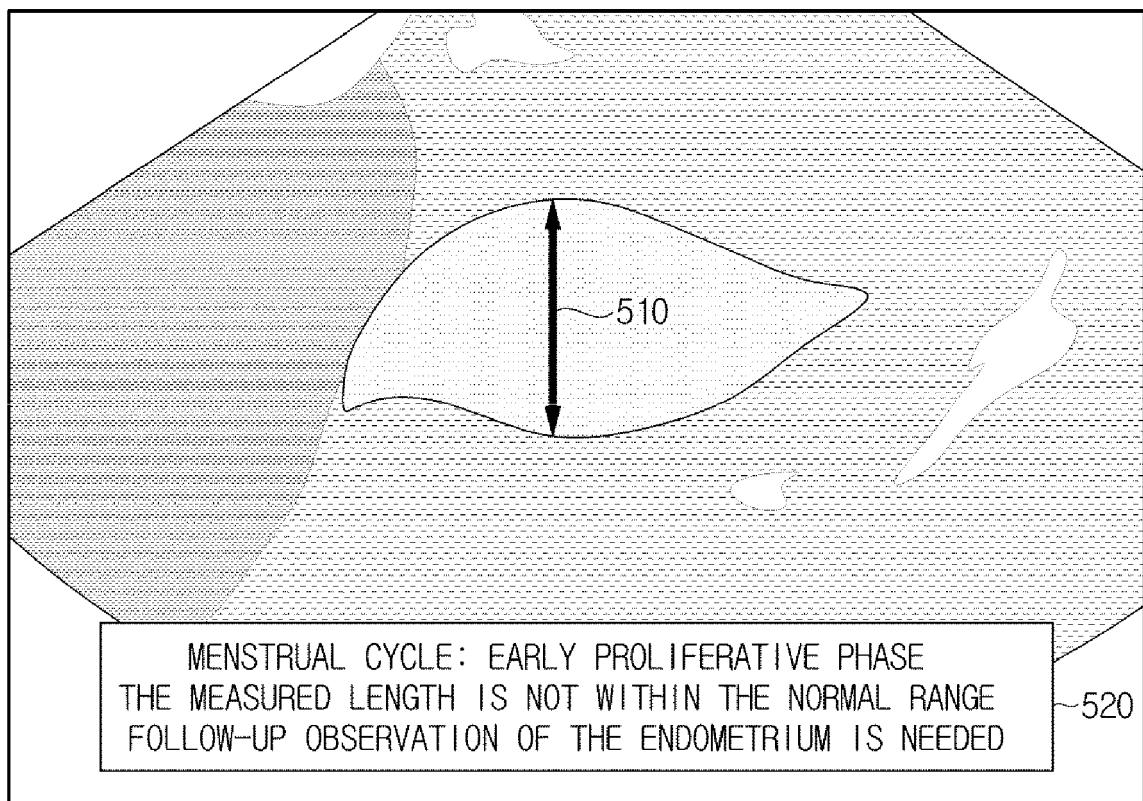 510
MENSTRUAL CYCLE: EARLY PROLIFERATIVE PHASE
THE MEASURED LENGTH IS NOT WITHIN THE NORMAL RANGE
FOLLOW-UP OBSERVATION OF THE ENDOMETRIUM IS NEEDED
520